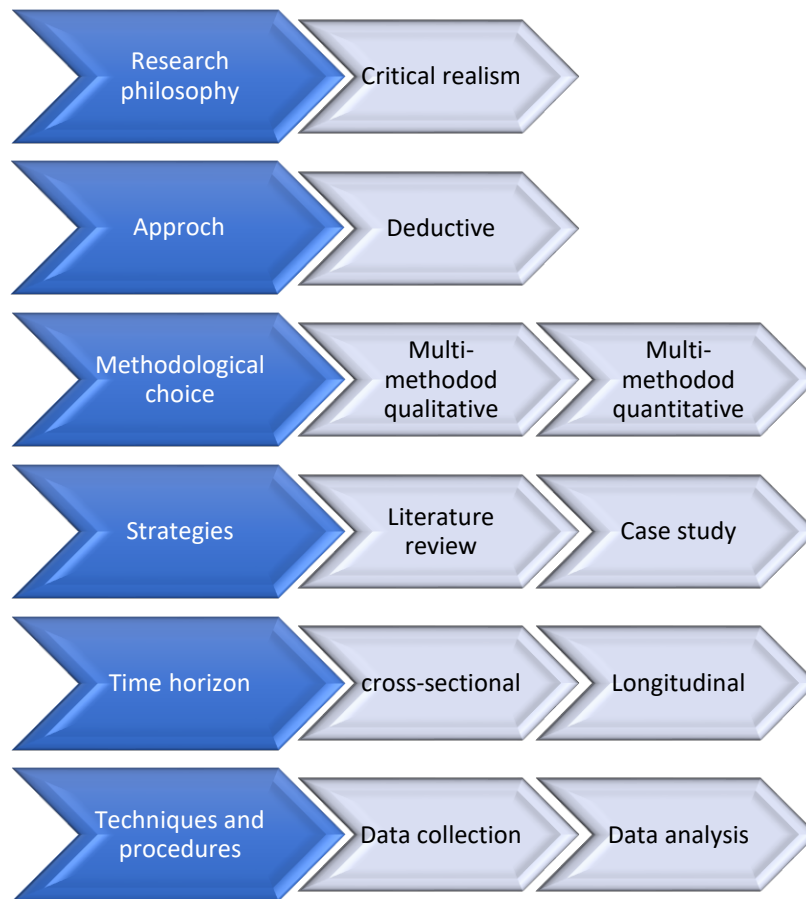 Research
philosophy
Critical realism
Approch
Deductive
Methodological
choice
Multi-
methodod
qualitative
Multi-
methodod
quantitative
Strategies
Literature
review
Case study
Time horizon
cross-sectional
Longitudinal
Techniques and
procedures
Data collection
Data analysis